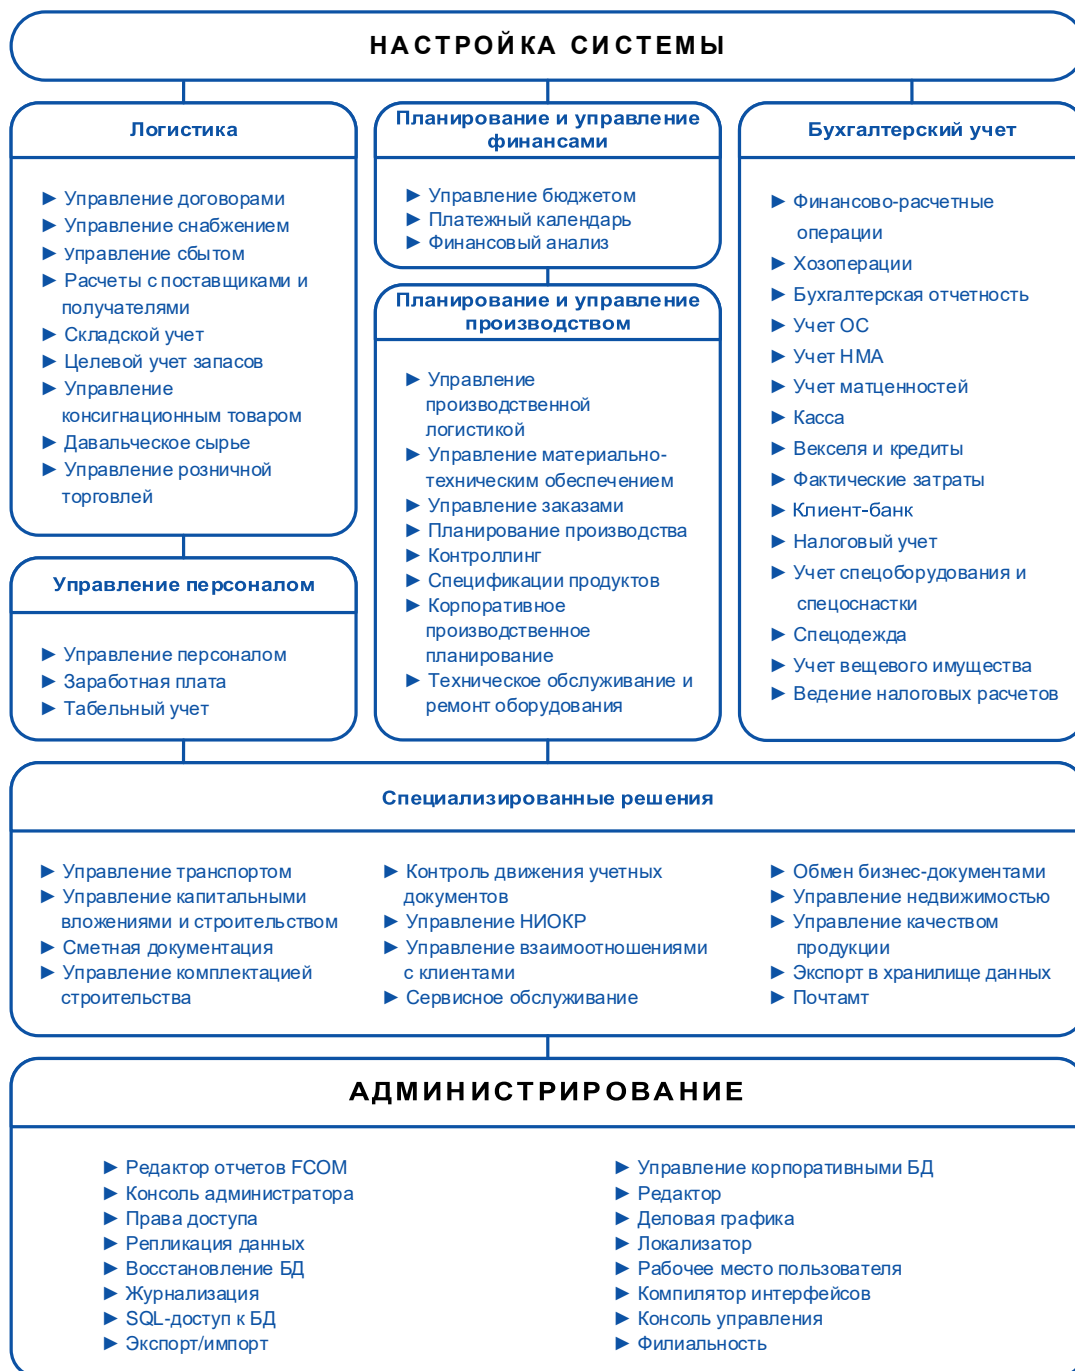 НАСТРОЙКА СИСТЕМЫ
Логистика
► Управление договорами
► Управление снабжением
► Управление сбытом
► Расчеты с поставщиками и
получателями
► Складской учет
► Целевой учет запасов
► Управление
консигнационным товаром
► Давальческое сырье
► Управление розничной
торговлей
Управление персоналом
► Управление персоналом
► Заработная плата
► Табельный учет
Планирование и управление
финансами
► Управление бюджетом
► Платежный календарь
► Финансовый анализ
Планирование и управление
производством
► Управление
производственной
логистикой
► Управление материально-
техническим обеспечением
► Управление заказами
► Планирование производства
► Контроллинг
► Спецификации продуктов
► Корпоративное
производственное
планирование
► Техническое обслуживание и
ремонт оборудования
Бухгалтерский учет
► Финансово-расчетные
операции
► Хозоперации
► Бухгалтерская отчетность
► Учет ОС
► Учет НМА
► Учет матценностей
► Касса
► Векселя и кредиты
► Фактические затраты
► Клиент-банк
► Налоговый учет
► Учет спецоборудования и
спецоснастки
► Спецодежда
► Учет вещевого имущества
► Ведение налоговых расчетов
Специализированные решения
► Управление транспортом
► Управление капитальными
вложениями и строительством
► Сметная документация
► Управление комплектацией
строительства
► Контроль движения учетных
документов
► Управление НИОКР
► Управление взаимоотношениями
с клиентами
► Сервисное обслуживание
► Обмен бизнес-документами
► Управление недвижимостью
► Управление качеством
продукции
► Экспорт в хранилище данных
► Почтамт
АДМИНИСТРИРОВАНИЕ
► Редактор отчетов FCOM
► Консоль администратора
► Права доступа
► Репликация данных
► Восстановление БД
► Журнализация
► SQL-доступ к БД
► Экспорт/импорт
► Управление корпоративными БД
► Редактор
► Деловая графика
► Локализатор
► Рабочее место пользователя
► Компилятор интерфейсов
► Консоль управления
► Филиальность